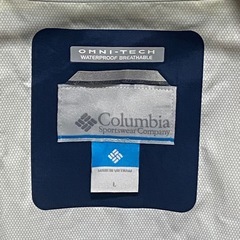 OMNI-TECH
WATERPROOF BREATHABLE
Columbia
Sportswear Company
L